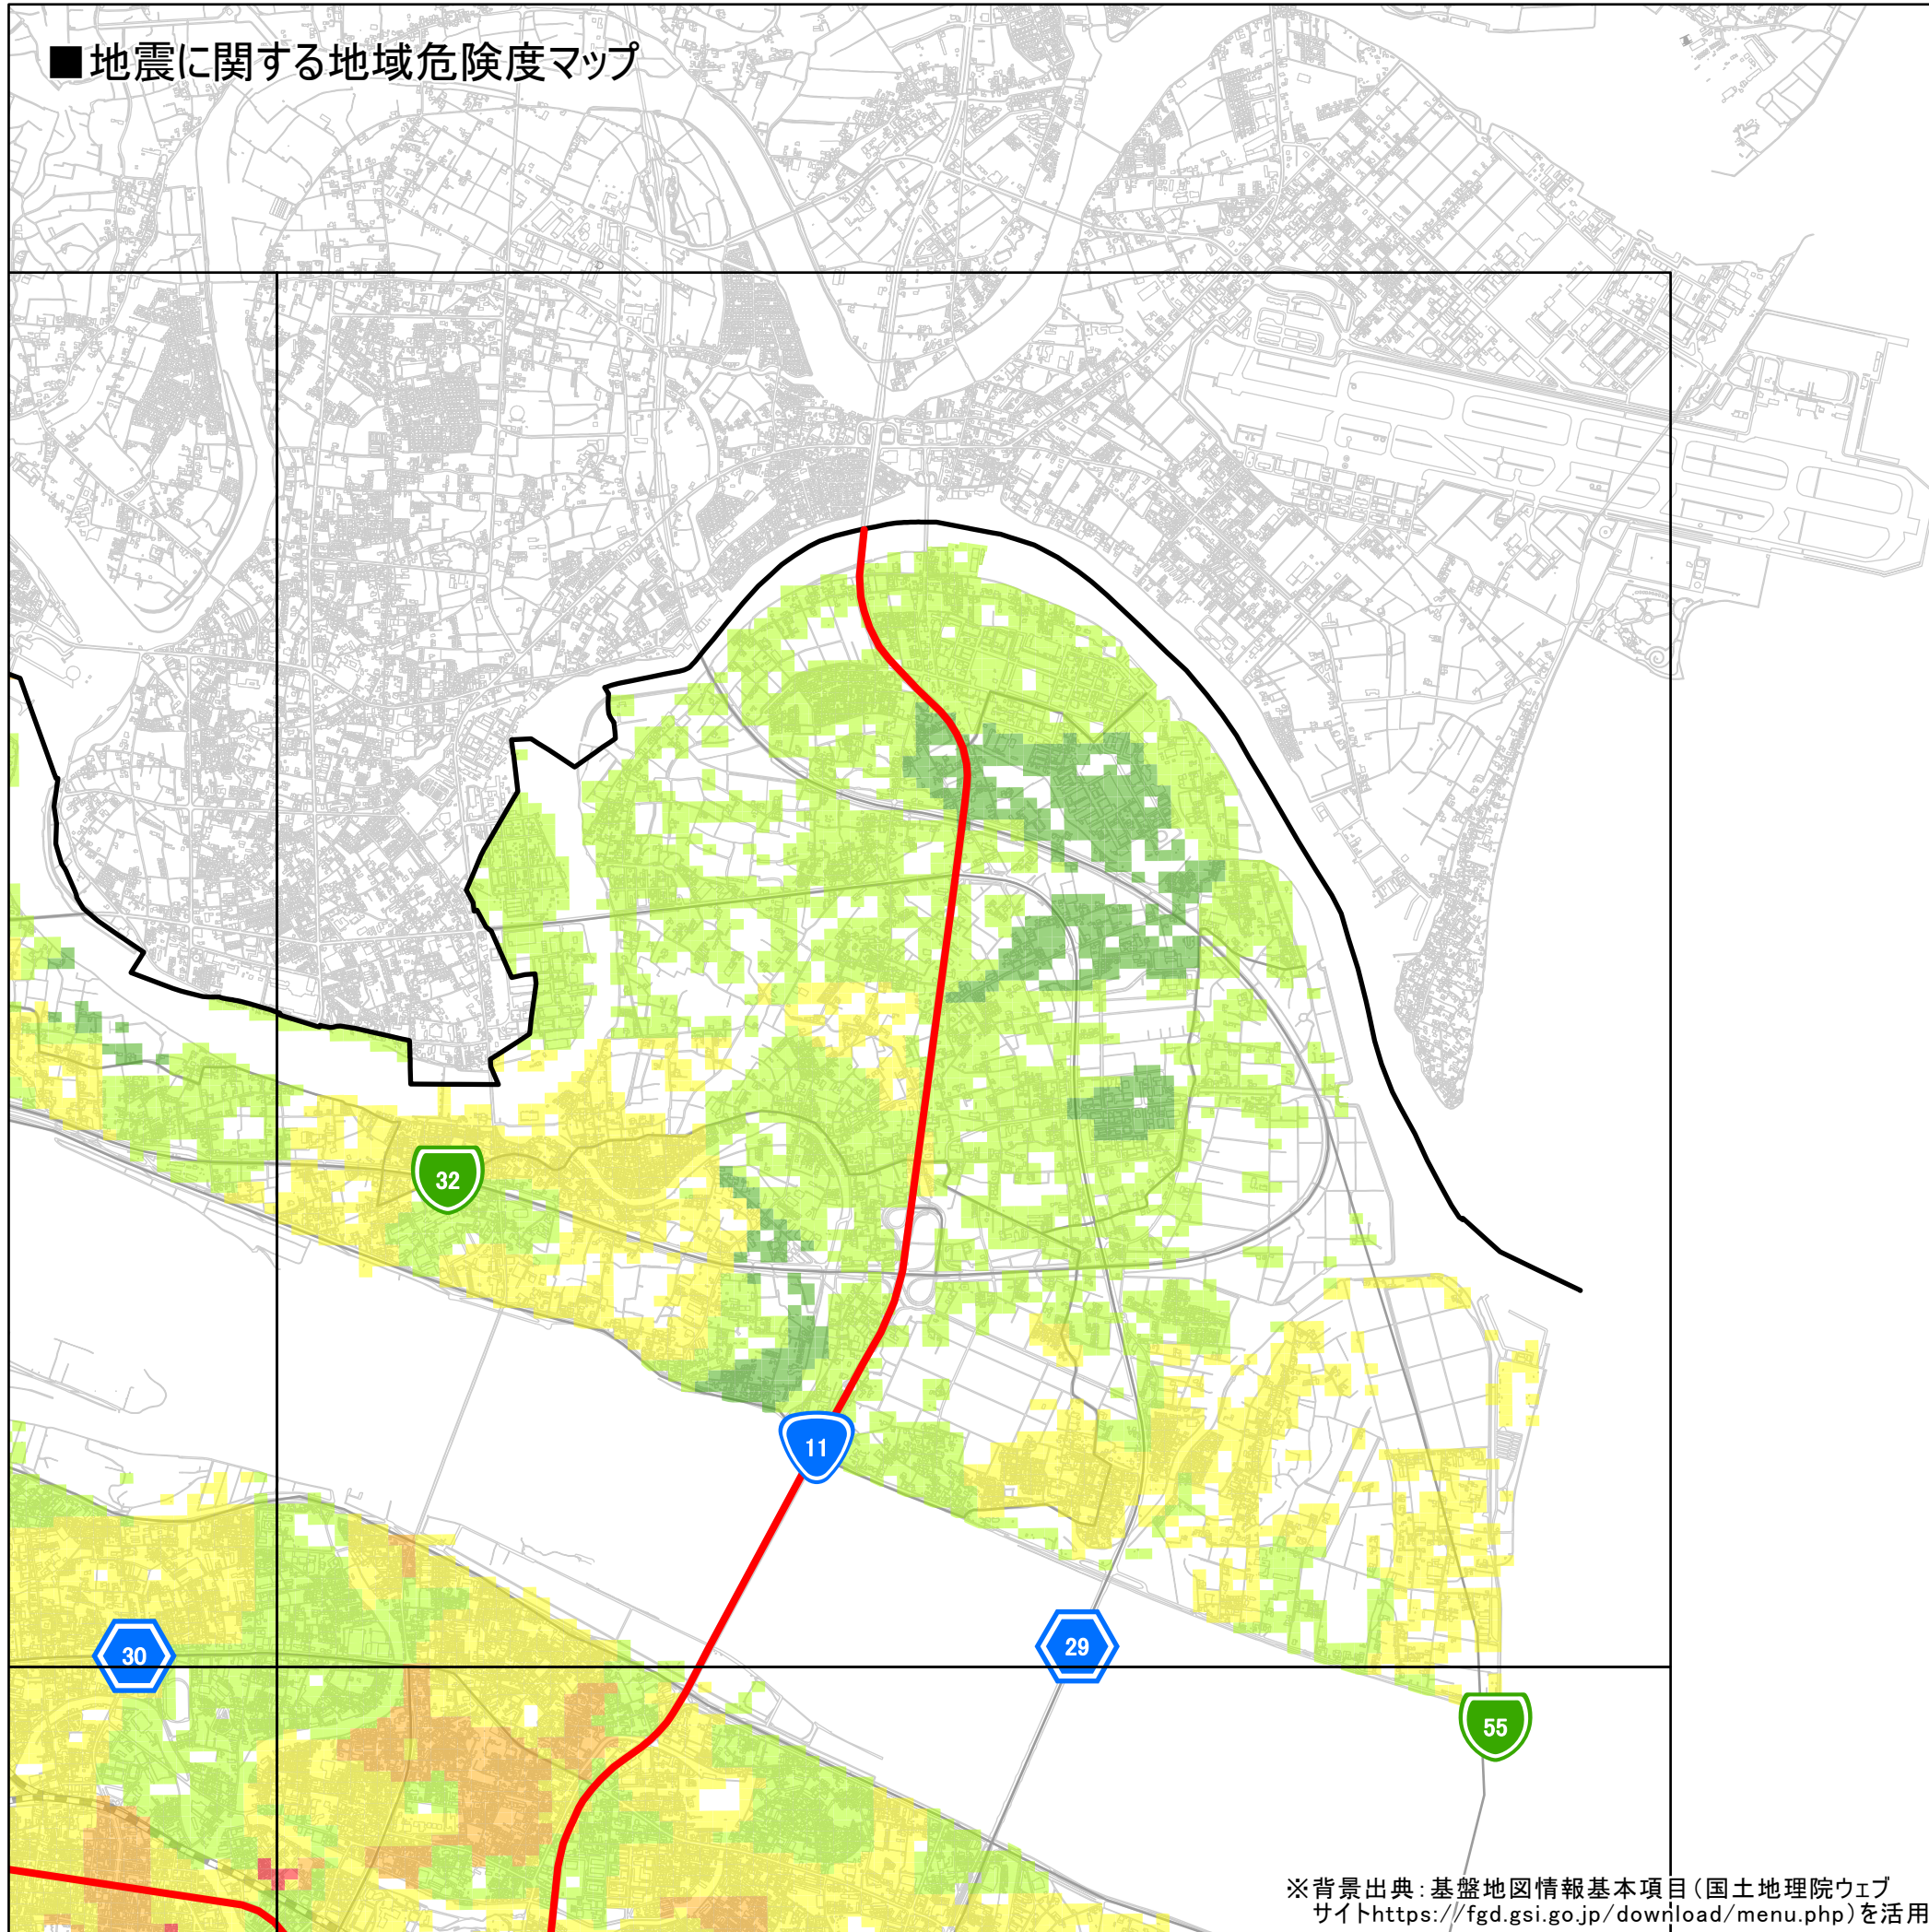 ■地震に関する地域危険度マップ
32
11
30
29
55
※背景出典：基盤地図情報基本項目（国土地理院ウェブ
サイトhttps://fgd.gsi.go.jp/download/menu.php）を活用